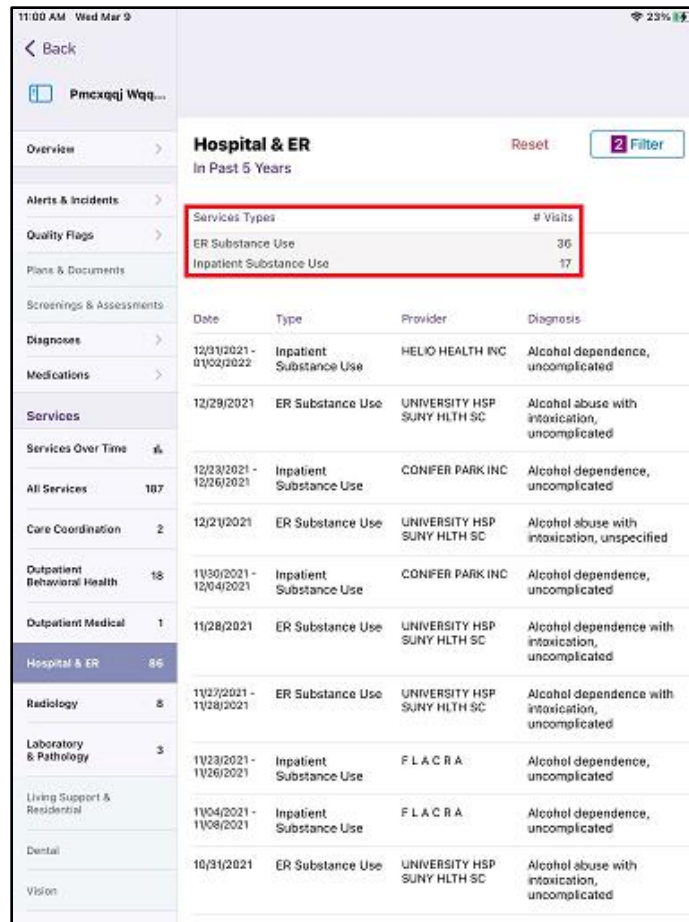 11:00 AM Wed Mar 9 23%
Back
Pmcxqqj Wqq...
Overview
Alerts & Incidents
Quality Flags
Plans & Documents
Screenings & Assessments
Diagnoses
Medications
Services
Services Over Time
All Services 187
Care Coordination 2
Outpatient
Behavioral Health 18
Outpatient Medical 1
Hospital & ER 86
Radiology 8
Laboratory
& Pathology 3
Living Support &
Residential
Dental
Vision
Hospital & ER Reset 2 Filter
In Past 5 Years
Services Types # Visits
ER Substance Use 36
Inpatient Substance Use 17
Date Type Provider Diagnosis
12/31/2021 - Inpatient HELIO HEALTH INC Alcohol dependence,
01/02/2022 Substance Use uncomplicated
12/29/2021 ER Substance Use UNIVERSITY HSP Alcohol abuse with
SUNY HLTH SC intoxication,
uncomplicated
12/23/2021 - Inpatient CONIFER PARK INC Alcohol dependence,
12/26/2021 Substance Use uncomplicated
12/21/2021 ER Substance Use UNIVERSITY HSP Alcohol abuse with
SUNY HLTH SC intoxication, unspecified
11/30/2021 - Inpatient CONIFER PARK INC Alcohol dependence,
12/04/2021 Substance Use uncomplicated
11/28/2021 ER Substance Use UNIVERSITY HSP Alcohol dependence with
SUNY HLTH SC intoxication,
uncomplicated
11/27/2021 - ER Substance Use UNIVERSITY HSP Alcohol dependence with
11/28/2021 SUNY HLTH SC intoxication,
uncomplicated
11/23/2021 - Inpatient F L A C R A Alcohol dependence,
11/26/2021 Substance Use uncomplicated
11/04/2021 - Inpatient F L A C R A Alcohol dependence,
11/08/2021 Substance Use uncomplicated
10/31/2021 ER Substance Use UNIVERSITY HSP Alcohol abuse with
SUNY HLTH SC intoxication,
uncomplicated